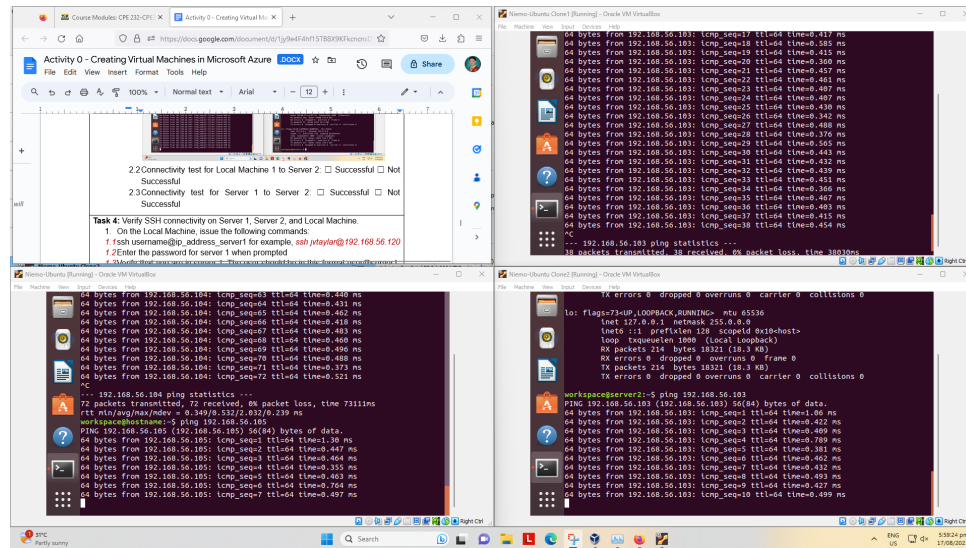 Course Modules: CPE 232-CPE3
Activity 0 - Creating Virtual Ma
https://docs.google.com/document/d/1jy9e4F4hf15TB8X9KFkcncnxD
Activity 0 - Creating Virtual Machines in Microsoft Azure .DOCX
Share
File Edit View Insert Format Tools Help
100% Normal text Arial 12
2.2 Connectivity test for Local Machine 1 to Server 2: ☐ Successful ☐ Not
Successful
2.3 Connectivity test for Server 1 to Server 2: ☐ Successful ☐ Not
Successful
Task 4: Verify SSH connectivity on Server 1, Server 2, and Local Machine.
1. On the Local Machine, issue the following commands:
1.1 ssh username@ip_address_server1 for example, ssh jvtaylar@192.168.56.120
1.2 Enter the password for server 1 when prompted
will
Niemo-Ubuntu Clone1 [Running] - Oracle VM VirtualBox
File Machine View Input Devices Help
64 bytes from 192.168.56.103: icmp_seq=17 ttl=64 time=0.417 ms
64 bytes from 192.168.56.103: icmp_seq=18 ttl=64 time=0.585 ms
64 bytes from 192.168.56.103: icmp_seq=19 ttl=64 time=0.415 ms
64 bytes from 192.168.56.103: icmp_seq=20 ttl=64 time=0.360 ms
64 bytes from 192.168.56.103: icmp_seq=21 ttl=64 time=0.457 ms
64 bytes from 192.168.56.103: icmp_seq=22 ttl=64 time=0.461 ms
64 bytes from 192.168.56.103: icmp_seq=23 ttl=64 time=0.407 ms
64 bytes from 192.168.56.103: icmp_seq=24 ttl=64 time=0.407 ms
64 bytes from 192.168.56.103: icmp_seq=25 ttl=64 time=0.430 ms
64 bytes from 192.168.56.103: icmp_seq=26 ttl=64 time=0.342 ms
64 bytes from 192.168.56.103: icmp_seq=27 ttl=64 time=0.488 ms
64 bytes from 192.168.56.103: icmp_seq=28 ttl=64 time=0.376 ms
64 bytes from 192.168.56.103: icmp_seq=29 ttl=64 time=0.565 ms
64 bytes from 192.168.56.103: icmp_seq=30 ttl=64 time=0.443 ms
64 bytes from 192.168.56.103: icmp_seq=31 ttl=64 time=0.432 ms
64 bytes from 192.168.56.103: icmp_seq=32 ttl=64 time=0.439 ms
64 bytes from 192.168.56.103: icmp_seq=33 ttl=64 time=0.451 ms
64 bytes from 192.168.56.103: icmp_seq=34 ttl=64 time=0.366 ms
64 bytes from 192.168.56.103: icmp_seq=35 ttl=64 time=0.467 ms
64 bytes from 192.168.56.103: icmp_seq=36 ttl=64 time=0.403 ms
64 bytes from 192.168.56.103: icmp_seq=37 ttl=64 time=0.415 ms
64 bytes from 192.168.56.103: icmp_seq=38 ttl=64 time=0.454 ms
^C
--- 192.168.56.103 ping statistics ---
38 packets transmitted, 38 received, 0% packet loss, time 38030ms
Right Ctrl
Niemo-Ubuntu [Running] - Oracle VM VirtualBox
File Machine View Input Devices Help
64 bytes from 192.168.56.104: icmp_seq=63 ttl=64 time=0.440 ms
64 bytes from 192.168.56.104: icmp_seq=64 ttl=64 time=0.431 ms
64 bytes from 192.168.56.104: icmp_seq=65 ttl=64 time=0.462 ms
64 bytes from 192.168.56.104: icmp_seq=66 ttl=64 time=0.418 ms
64 bytes from 192.168.56.104: icmp_seq=67 ttl=64 time=0.483 ms
64 bytes from 192.168.56.104: icmp_seq=68 ttl=64 time=0.460 ms
64 bytes from 192.168.56.104: icmp_seq=69 ttl=64 time=0.496 ms
64 bytes from 192.168.56.104: icmp_seq=70 ttl=64 time=0.488 ms
64 bytes from 192.168.56.104: icmp_seq=71 ttl=64 time=0.373 ms
64 bytes from 192.168.56.104: icmp_seq=72 ttl=64 time=0.521 ms
^C
--- 192.168.56.104 ping statistics ---
72 packets transmitted, 72 received, 0% packet loss, time 73111ms
rtt min/avg/max/mdev = 0.349/0.532/2.032/0.239 ms
workspace@hostname:~$ ping 192.168.56.105
PING 192.168.56.105 (192.168.56.105) 56(84) bytes of data.
64 bytes from 192.168.56.105: icmp_seq=1 ttl=64 time=1.30 ms
64 bytes from 192.168.56.105: icmp_seq=2 ttl=64 time=0.447 ms
64 bytes from 192.168.56.105: icmp_seq=3 ttl=64 time=0.464 ms
64 bytes from 192.168.56.105: icmp_seq=4 ttl=64 time=0.355 ms
64 bytes from 192.168.56.105: icmp_seq=5 ttl=64 time=0.463 ms
64 bytes from 192.168.56.105: icmp_seq=6 ttl=64 time=0.764 ms
64 bytes from 192.168.56.105: icmp_seq=7 ttl=64 time=0.497 ms
Right Ctrl
Niemo-Ubuntu Clone2 [Running] - Oracle VM VirtualBox
File Machine View Input Devices Help
TX errors 0 dropped 0 overruns 0 carrier 0 collisions 0
lo: flags=73<UP,LOOPBACK,RUNNING> mtu 65536
inet 127.0.0.1 netmask 255.0.0.0
inet6 ::1 prefixlen 128 scopeid 0x10<host>
loop txqueuelen 1000 (Local Loopback)
RX packets 214 bytes 18321 (18.3 KB)
RX errors 0 dropped 0 overruns 0 frame 0
TX packets 214 bytes 18321 (18.3 KB)
TX errors 0 dropped 0 overruns 0 carrier 0 collisions 0
workspace@server2:~$ ping 192.168.56.103
PING 192.168.56.103 (192.168.56.103) 56(84) bytes of data.
64 bytes from 192.168.56.103: icmp_seq=1 ttl=64 time=1.06 ms
64 bytes from 192.168.56.103: icmp_seq=2 ttl=64 time=0.422 ms
64 bytes from 192.168.56.103: icmp_seq=3 ttl=64 time=0.409 ms
64 bytes from 192.168.56.103: icmp_seq=4 ttl=64 time=0.789 ms
64 bytes from 192.168.56.103: icmp_seq=5 ttl=64 time=0.381 ms
64 bytes from 192.168.56.103: icmp_seq=6 ttl=64 time=0.462 ms
64 bytes from 192.168.56.103: icmp_seq=7 ttl=64 time=0.432 ms
64 bytes from 192.168.56.103: icmp_seq=8 ttl=64 time=0.493 ms
64 bytes from 192.168.56.103: icmp_seq=9 ttl=64 time=0.427 ms
64 bytes from 192.168.56.103: icmp_seq=10 ttl=64 time=0.499 ms
Right Ctrl
31°C
Partly sunny
Search
ENG
US
5:59:24 pm
17/08/202